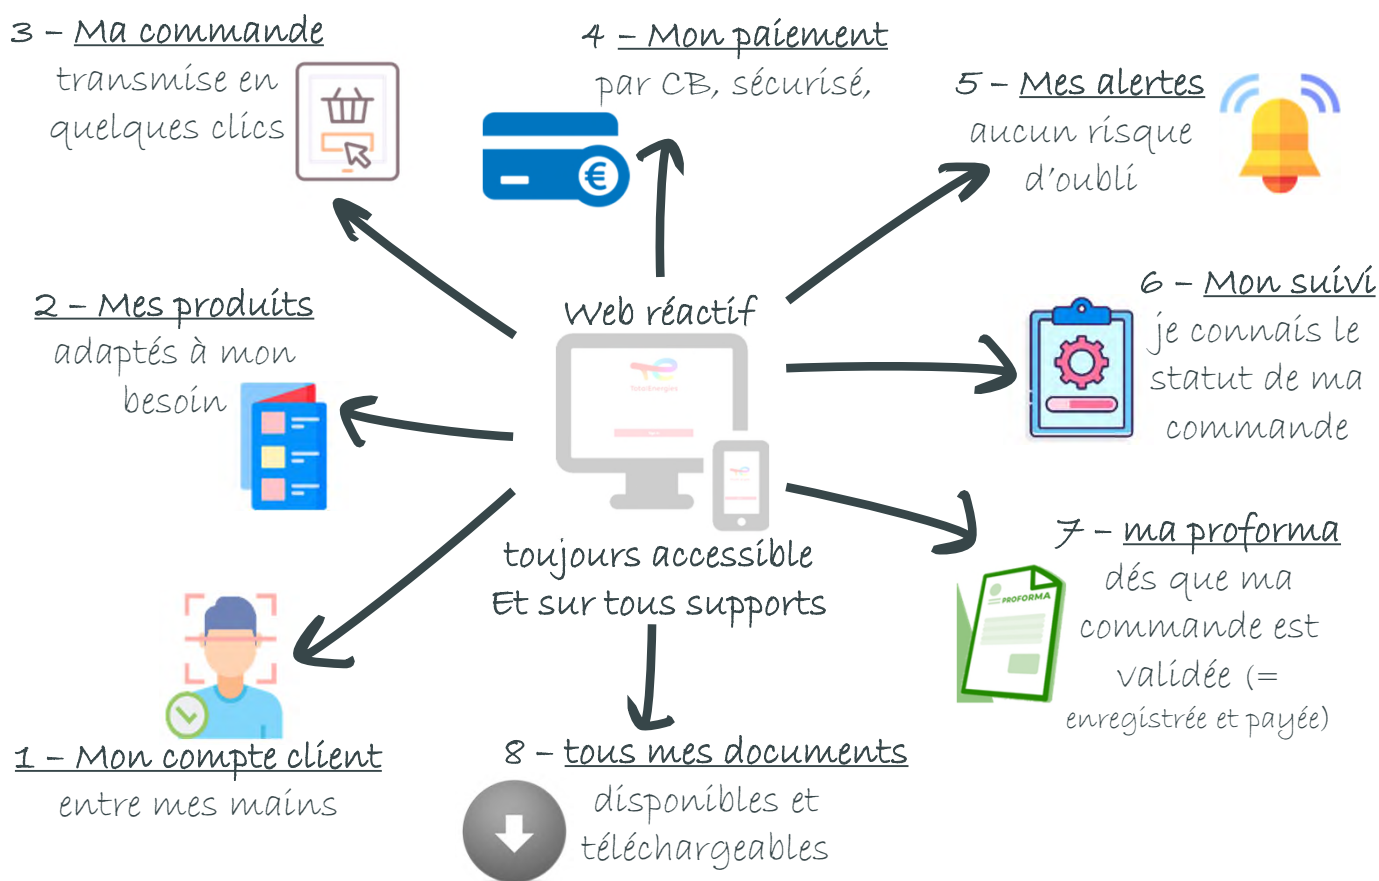 3 – Ma commande
transmise en
quelques clics
4 – Mon paiement
par CB, sécurisé,
5 – Mes alertes
aucun risque
d'oubli
2 – Mes produits
adaptés à mon
besoin
Web réactif
TotalEnergies
toujours accessible
Et sur tous supports
6 – Mon suivi
je connais le
statut de ma
commande
7 – ma proforma
dés que ma
commande est
validée (=
enregistrée et payée)
PROFORMA
1 – Mon compte client
entre mes mains
8 – tous mes documents
disponibles et
téléchargeables